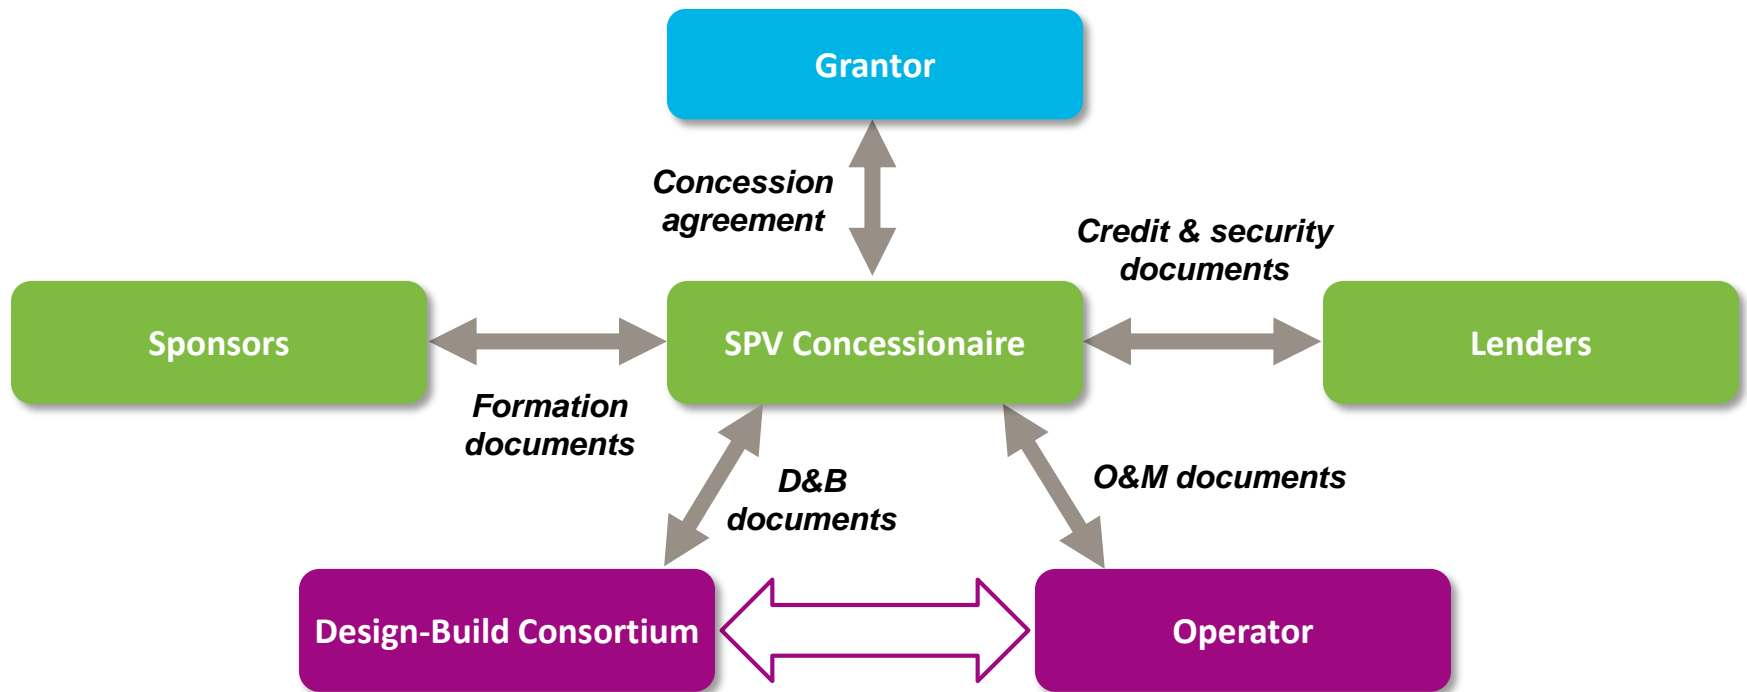 Grantor
Concession
agreement
Credit & security
documents
Sponsors
SPV Concessionaire
Lenders
Formation
documents
D&B
documents
O&M documents
Design-Build Consortium
Operator